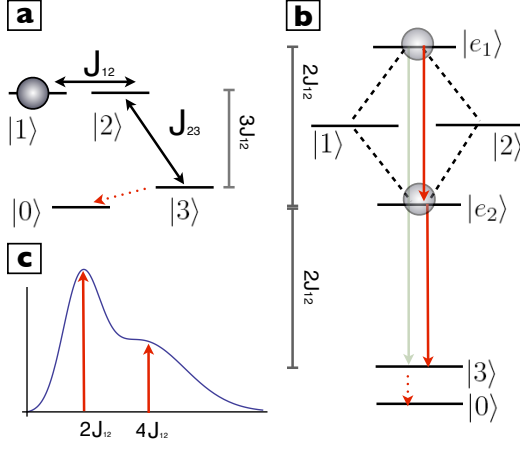 a
J₁₂
|1⟩
|2⟩
J₂₃
3J₁₂
|0⟩
|3⟩
b
|e₁⟩
2J₁₂
|1⟩
|2⟩
|e₂⟩
2J₁₂
|3⟩
|0⟩
c
2J₁₂ 4J₁₂